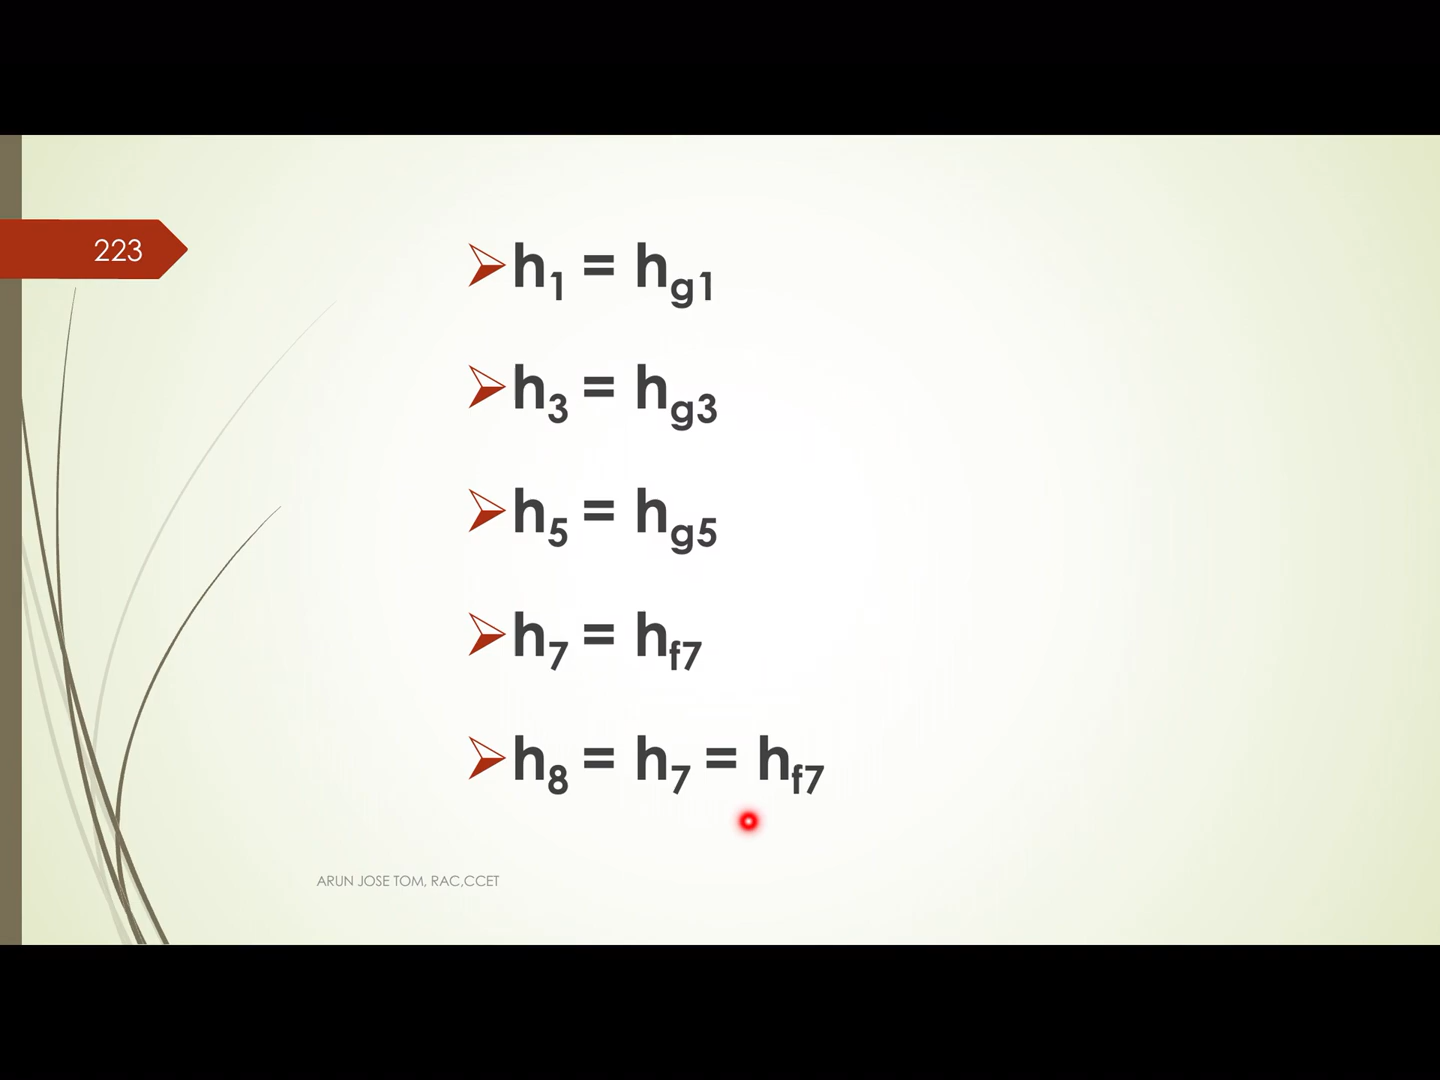 223
➢h₁ = hg1
➢h₃ = hg3
➢h₅ = hg5
➢h₇ = hf7
➢h₈ = h₇ = hf7
ARUN JOSE TOM, RAC,CCET